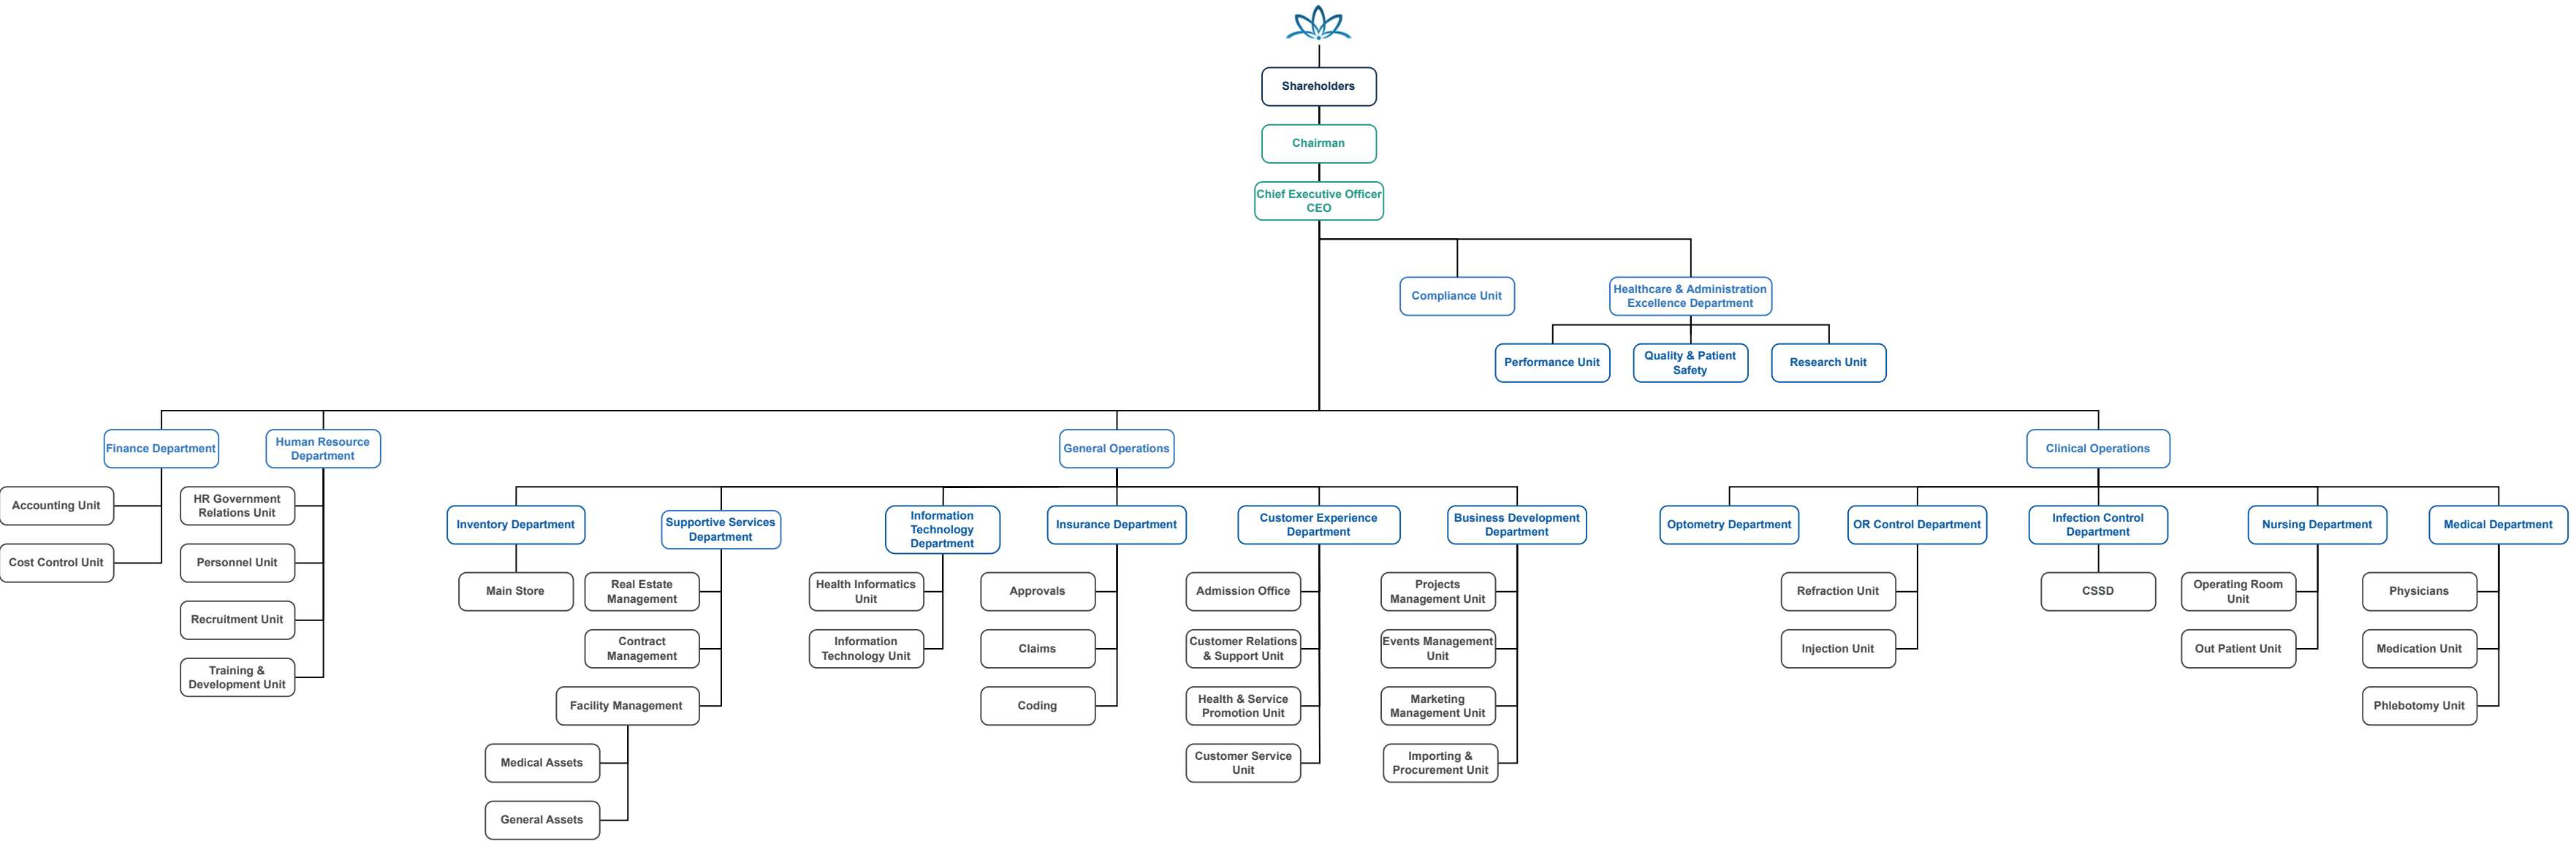 Shareholders
Chairman
Chief Executive Officer
CEO
Compliance Unit
Healthcare & Administration
Excellence Department
Performance Unit
Quality & Patient
Safety
Research Unit
Finance Department
Human Resource
Department
General Operations
Clinical Operations
Accounting Unit
Cost Control Unit
HR Government
Relations Unit
Personnel Unit
Recruitment Unit
Training &
Development Unit
Inventory Department
Main Store
Supportive Services
Department
Real Estate
Management
Contract
Management
Facility Management
Medical Assets
General Assets
Information
Technology
Department
Health Informatics
Unit
Information
Technology Unit
Insurance Department
Approvals
Claims
Coding
Customer Experience
Department
Admission Office
Customer Relations
& Support Unit
Health & Service
Promotion Unit
Customer Service
Unit
Business Development
Department
Projects
Management Unit
Events Management
Unit
Marketing
Management Unit
Importing &
Procurement Unit
Optometry Department
OR Control Department
Refraction Unit
Injection Unit
Infection Control
Department
CSSD
Nursing Department
Operating Room
Unit
Out Patient Unit
Medical Department
Physicians
Medication Unit
Phlebotomy Unit